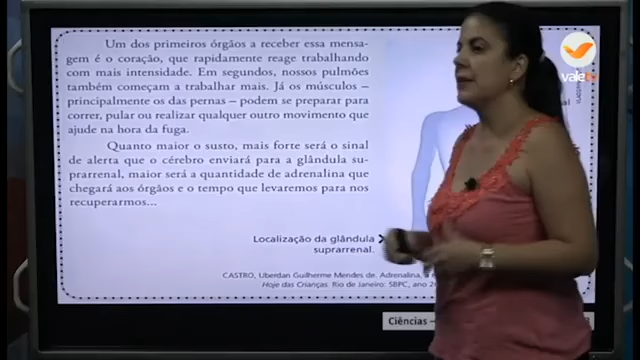 Um dos primeiros órgãos a receber essa mensa-
gem é o coração, que rapidamente reage trabalhando
com mais intensidade. Em segundos, nossos pulmões
também começam a trabalhar mais. Já os músculos –
principalmente os das pernas – podem se preparar para
correr, pular ou realizar qualquer outro movimento que
ajude na hora da fuga.
Quanto maior o susto, mais forte será o sinal
de alerta que o cérebro enviará para a glândula su-
prarrenal, maior será a quantidade de adrenalina que
chegará aos órgãos e o tempo que levaremos para nos
recuperarmos...
Localização da glândula
suprarrenal.
CASTRO, Uberdan Guilherme Mendes de. Adrenalina,
Hoje das Crianças. Rio de Janeiro: SBPC, ano
Ciências –
vale